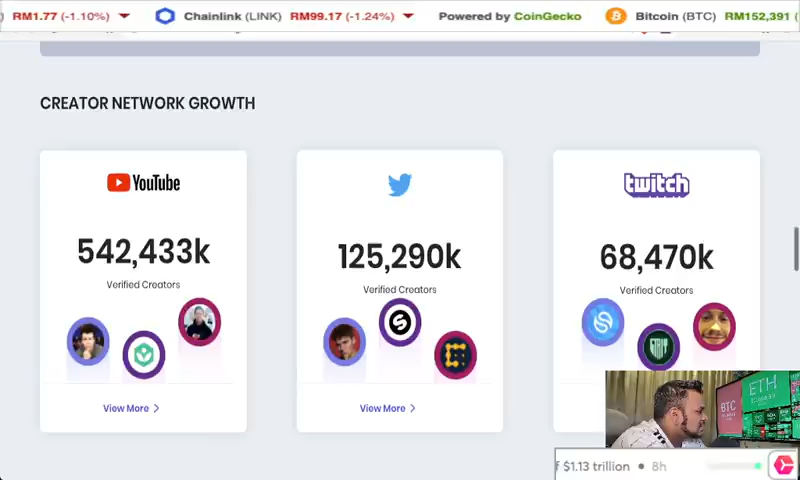 RM1.77 (-1.10%) Chainlink (LINK) RM99.17 (-1.24%) Powered by CoinGecko Bitcoin (BTC) RM152,391 (
CREATOR NETWORK GROWTH
YouTube
542,433k
Verified Creators
View More
125,290k
Verified Creators
View More
twitch
68,470k
Verified Creators
BTC
ETH
f $1.13 trillion • 8h